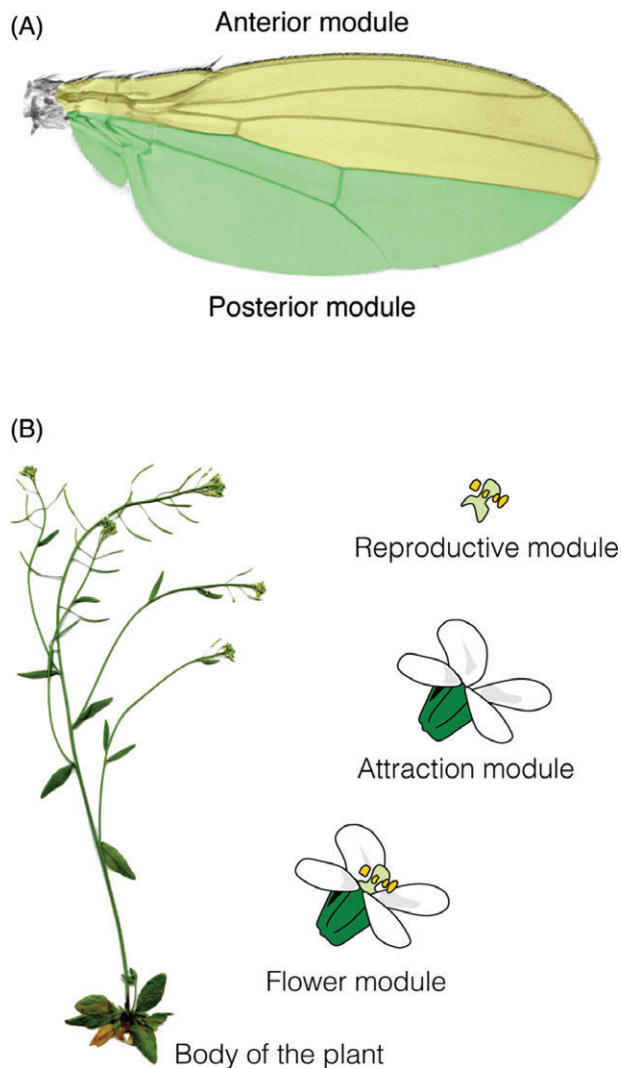 (A)
Anterior module
Posterior module
(B)
Reproductive module
Attraction module
Flower module
Body of the plant